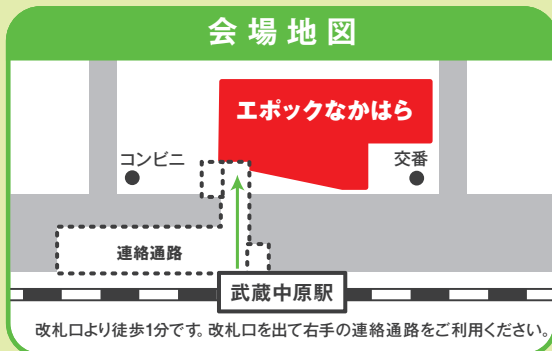 会場地図
エポックなかはら
コンビニ
交番
連絡通路
武蔵中原駅
改札口より徒歩1分です。改札口を出て右手の連絡通路をご利用ください。